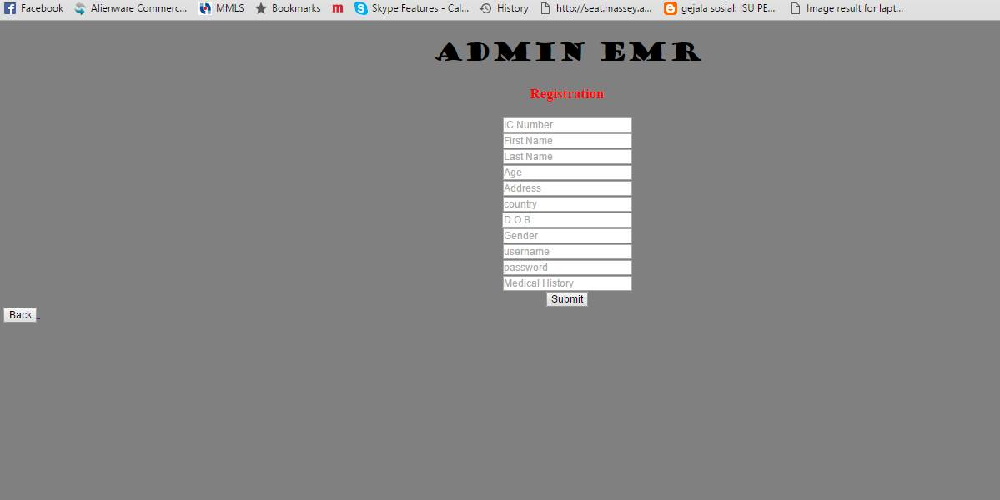 Facebook Alienware Commerc... MMLS Bookmarks m Skype Features - Cal... History http://seat.massey.a... gejala sosial: ISU PE... Image result for lapt...
ADMIN EMR
Registration
IC Number
First Name
Last Name
Age
Address
country
D.O.B
Gender
username
password
Medical History
Submit
Back